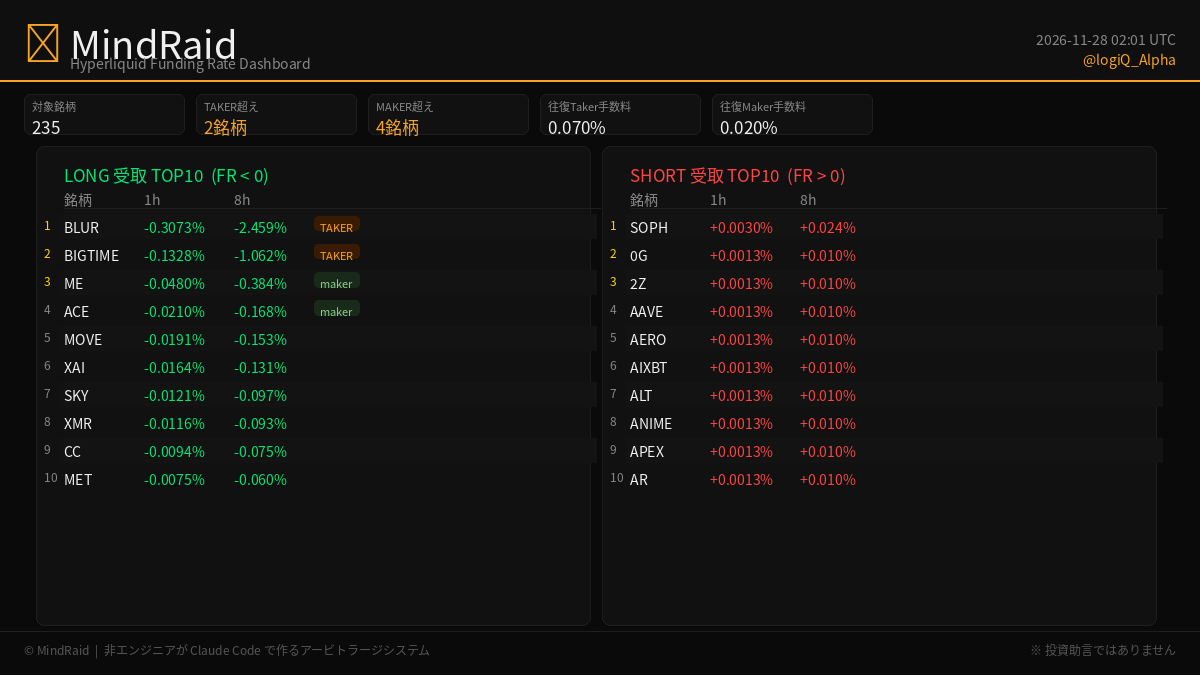 MindRaid
Hyperliquid Funding Rate Dashboard
2026-11-28 02:01 UTC
@logiQ_Alpha
対象銘柄
235
TAKER超え
2銘柄
MAKER超え
4銘柄
往復Taker手数料
0.070%
往復Maker手数料
0.020%
LONG 受取 TOP10 (FR < 0)
銘柄 1h 8h
1 BLUR -0.3073% -2.459% TAKER
2 BIGTIME -0.1328% -1.062% TAKER
3 ME -0.0480% -0.384% maker
4 ACE -0.0210% -0.168% maker
5 MOVE -0.0191% -0.153%
6 XAI -0.0164% -0.131%
7 SKY -0.0121% -0.097%
8 XMR -0.0116% -0.093%
9 CC -0.0094% -0.075%
10 MET -0.0075% -0.060%
SHORT 受取 TOP10 (FR > 0)
銘柄 1h 8h
1 SOPH +0.0030% +0.024%
2 0G +0.0013% +0.010%
3 2Z +0.0013% +0.010%
4 AAVE +0.0013% +0.010%
5 AERO +0.0013% +0.010%
6 AIXBT +0.0013% +0.010%
7 ALT +0.0013% +0.010%
8 ANIME +0.0013% +0.010%
9 APEX +0.0013% +0.010%
10 AR +0.0013% +0.010%
© MindRaid | 非エンジニアが Claude Code で作るアービトラージシステム
※ 投資助言ではありません